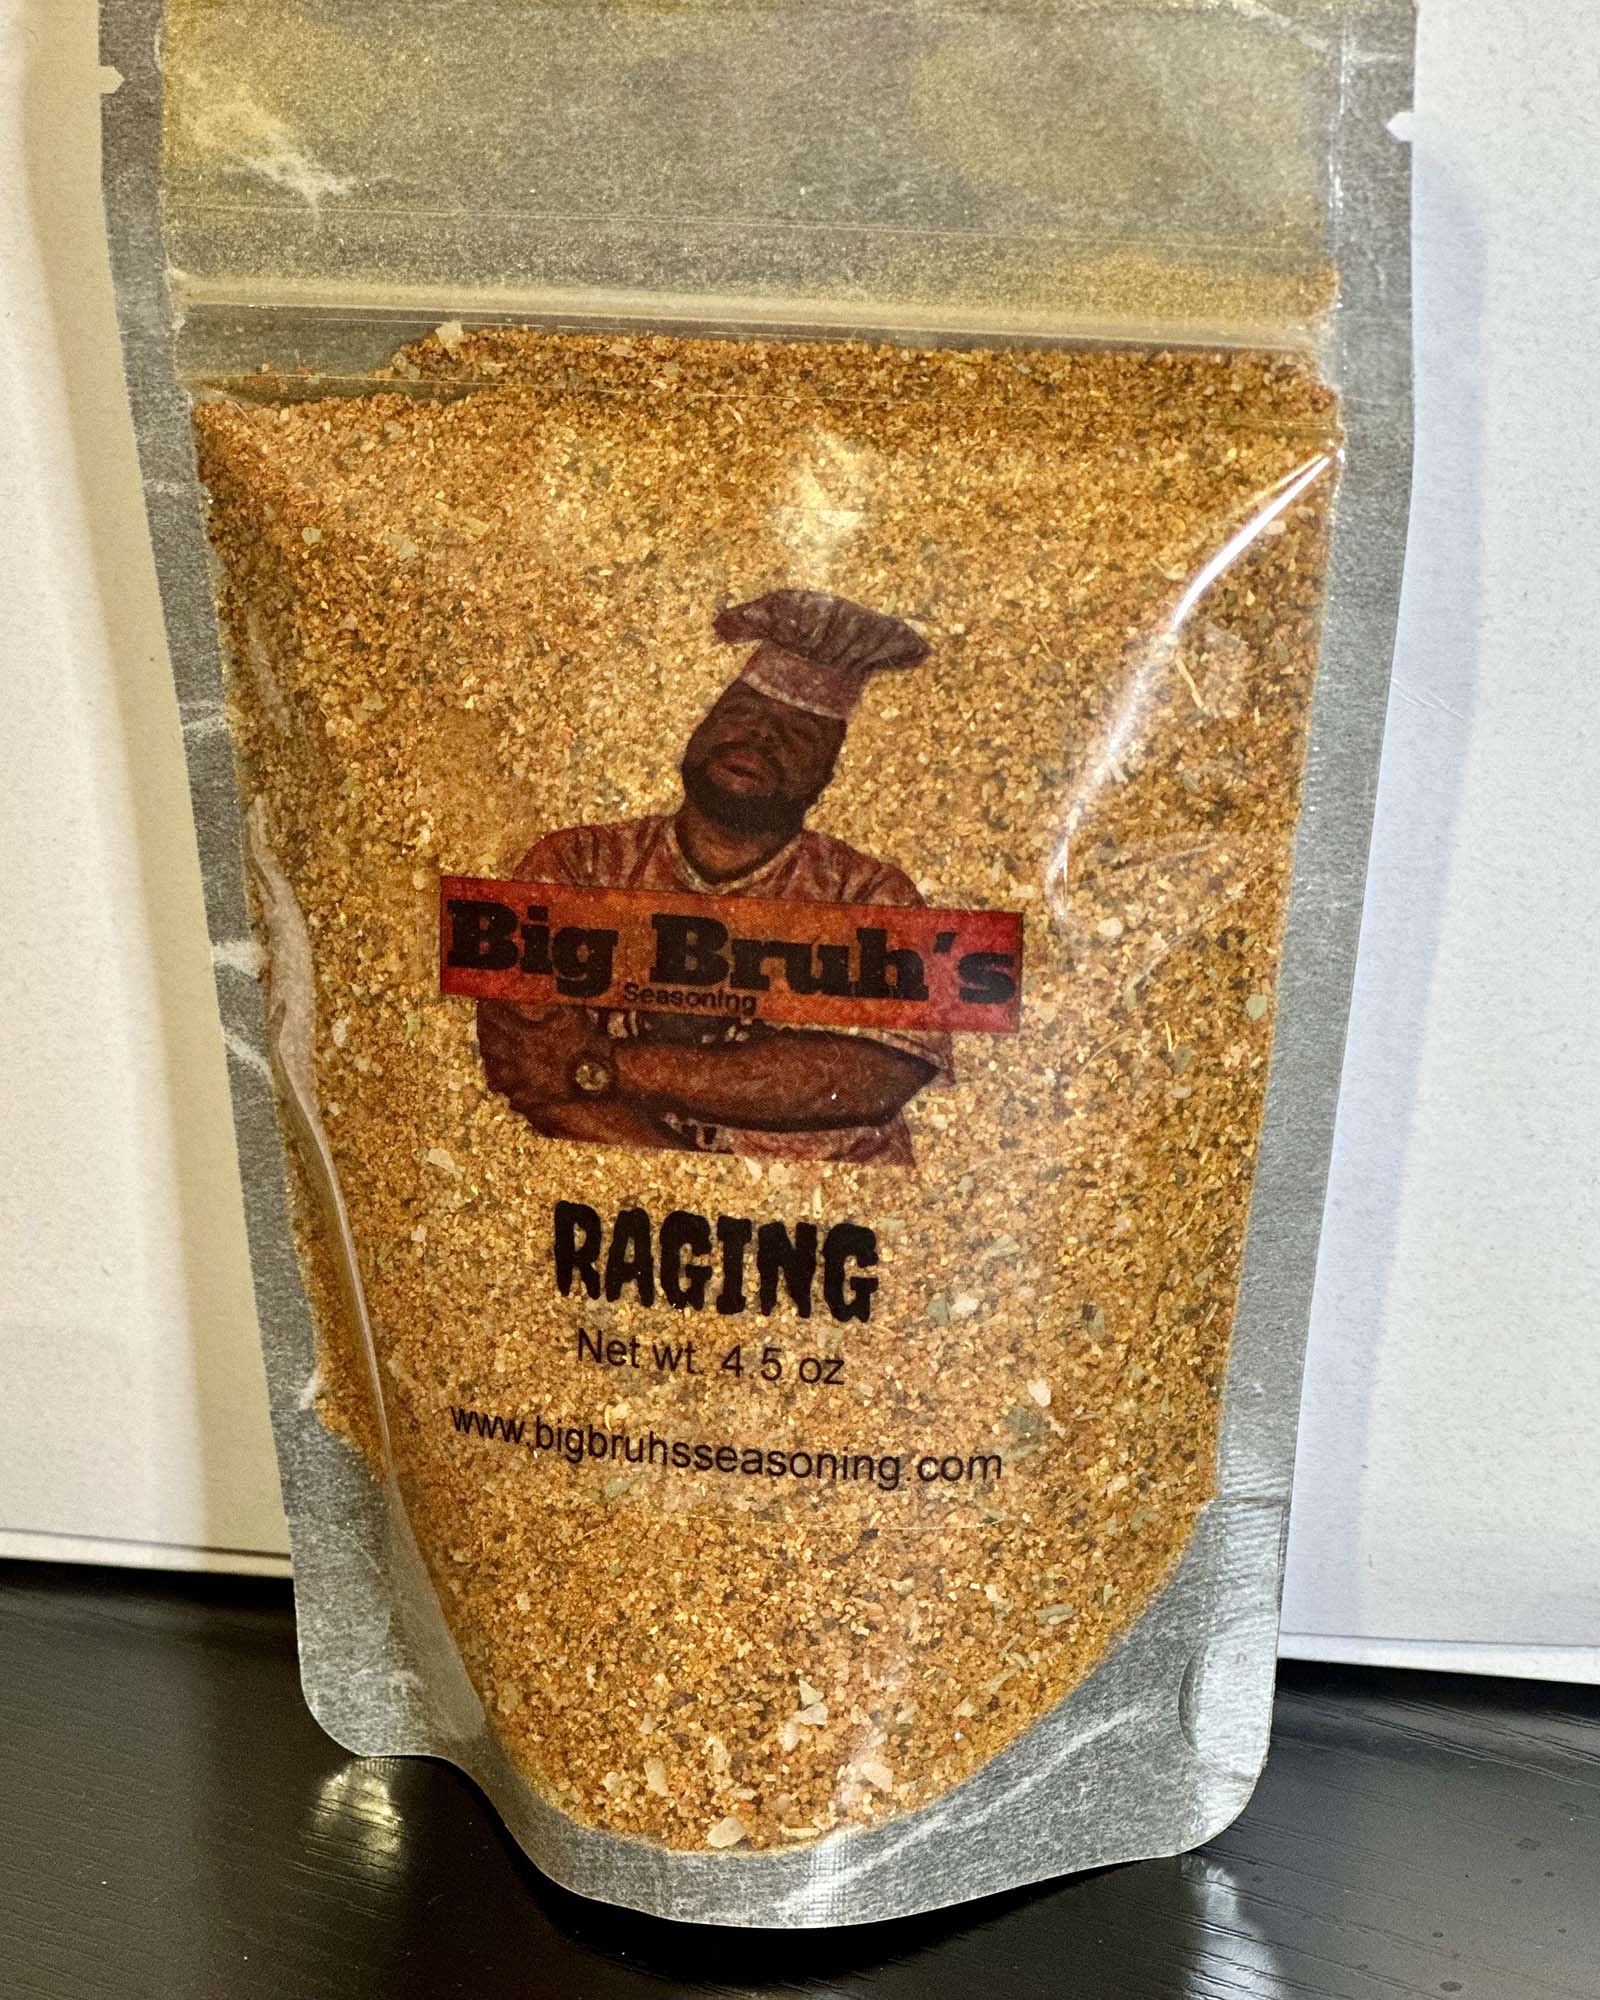 Big Bruh's
Seasoning
RAGING
Net wt. 4.5 oz
www.bigbruhsseasoning.com